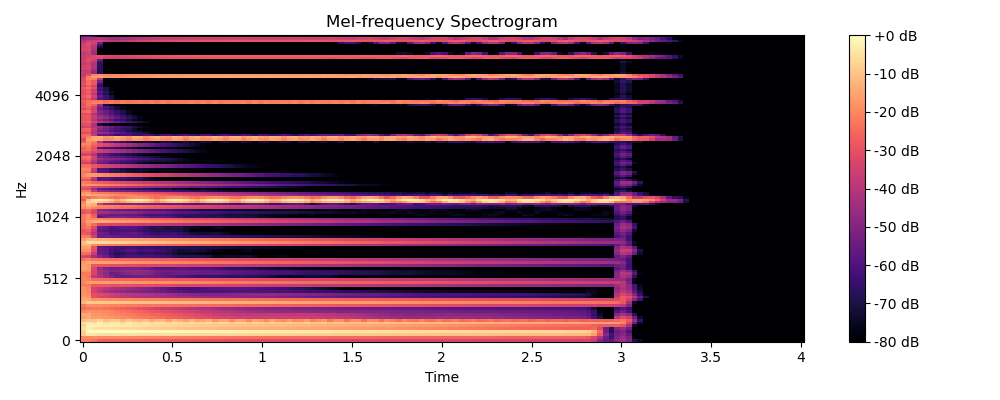 Mel-frequency Spectrogram
+0 dB
-10 dB
-20 dB
-30 dB
-40 dB
-50 dB
-60 dB
-70 dB
-80 dB
Hz
4096
2048
1024
512
0
0 0.5 1 1.5 2 2.5 3 3.5 4
Time